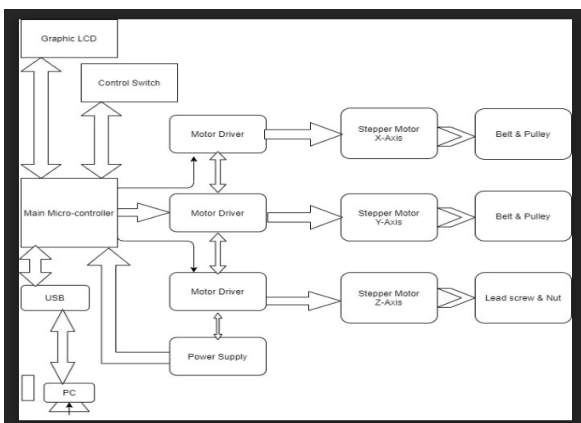 Graphic LCD
Control Switch
Motor Driver
Stepper Motor
X-Axis
Belt & Pulley
Main Micro-controller
Motor Driver
Stepper Motor
Y-Axis
Belt & Pulley
Motor Driver
Stepper Motor
Z-Axis
Lead screw & Nut
USB
Power Supply
PC